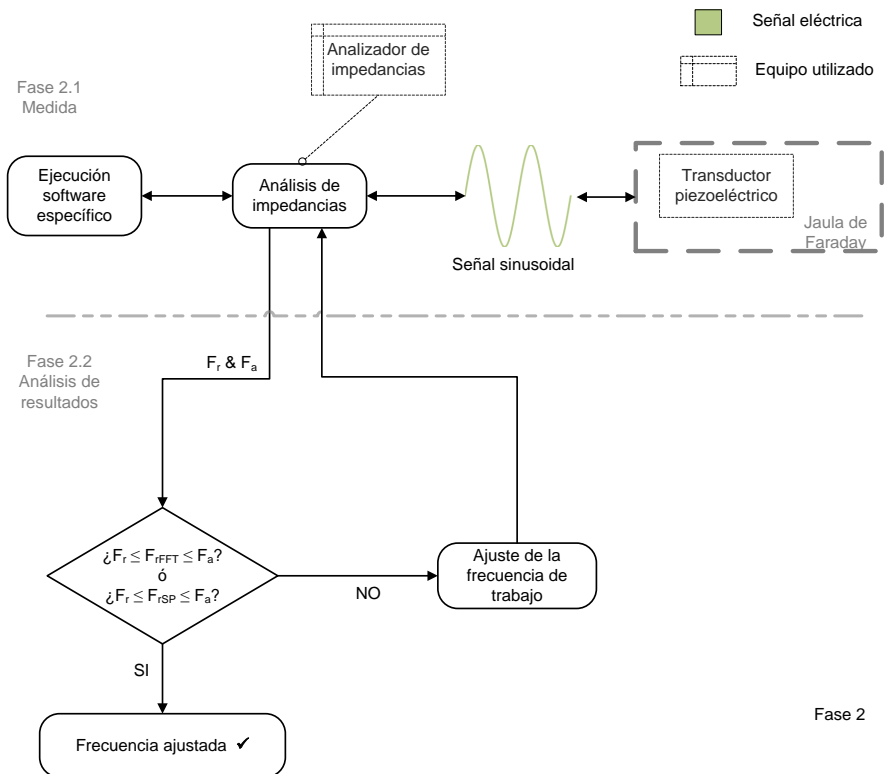 Señal eléctrica
Equipo utilizado
Analizador de
impedancias
Fase 2.1
Medida
Ejecución
software
específico
Análisis de
impedancias
Señal sinusoidal
Transductor
piezoeléctrico
Jaula de
Faraday
Fase 2.2
Análisis de
resultados
Fr & Fa
¿Fr ≤ FrFFT ≤ Fa?
ó
¿Fr ≤ FrSP ≤ Fa?
NO
Ajuste de la
frecuencia de
trabajo
SI
Frecuencia ajustada ✓
Fase 2